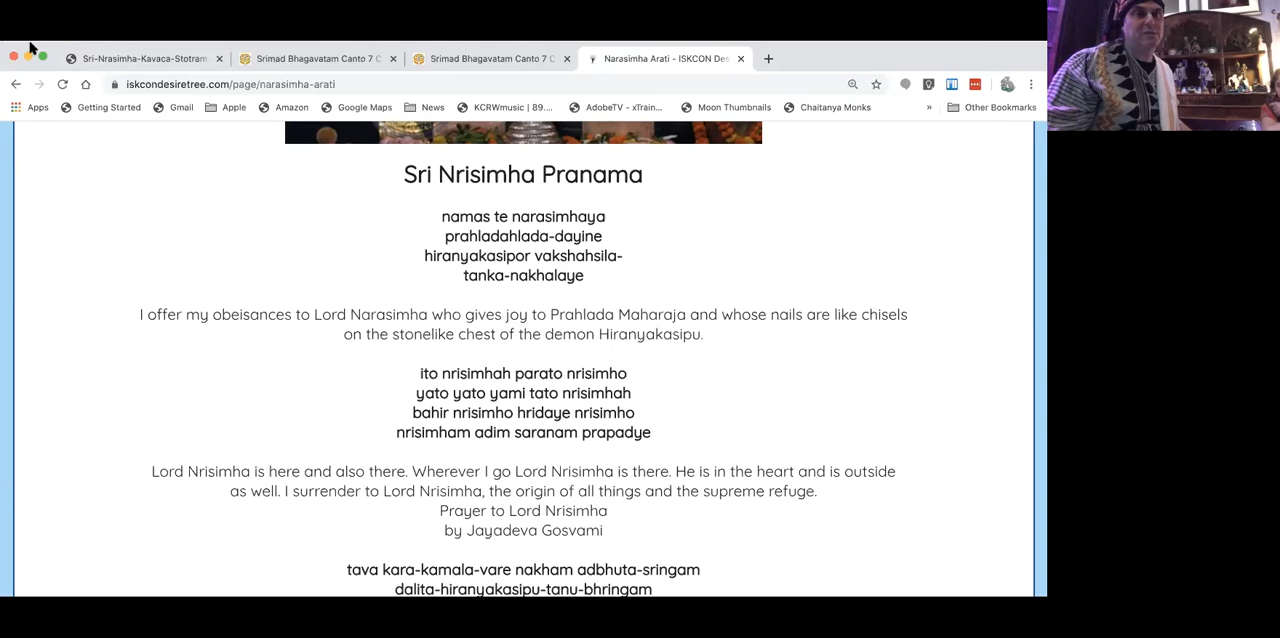 Sri-Nrasimha-Kavaca-Stotram
Srimad Bhagavatam Canto 7 C
Srimad Bhagavatam Canto 7 C
Narasimha Arati - ISKCON Des
iskcondesiretree.com/page/narasimha-arati
Apps Getting Started Gmail Apple Amazon Google Maps News KCRWmusic | 89.... AdobeTV - xTrain... Moon Thumbnails Chaitanya Monks » Other Bookmarks
Sri Nrisimha Pranama
namas te narasimhaya
prahladahlada-dayine
hiranyakasipor vakshahsila-
tanka-nakhalaye
I offer my obeisances to Lord Narasimha who gives joy to Prahlada Maharaja and whose nails are like chisels
on the stonelike chest of the demon Hiranyakasipu.
ito nrisimhah parato nrisimho
yato yato yami tato nrisimhah
bahir nrisimho hridaye nrisimho
nrisimham adim saranam prapadye
Lord Nrisimha is here and also there. Wherever I go Lord Nrisimha is there. He is in the heart and is outside
as well. I surrender to Lord Nrisimha, the origin of all things and the supreme refuge.
Prayer to Lord Nrisimha
by Jayadeva Gosvami
tava kara-kamala-vare nakham adbhuta-sringam
dalita-hiranyakasipu-tanu-bhringam